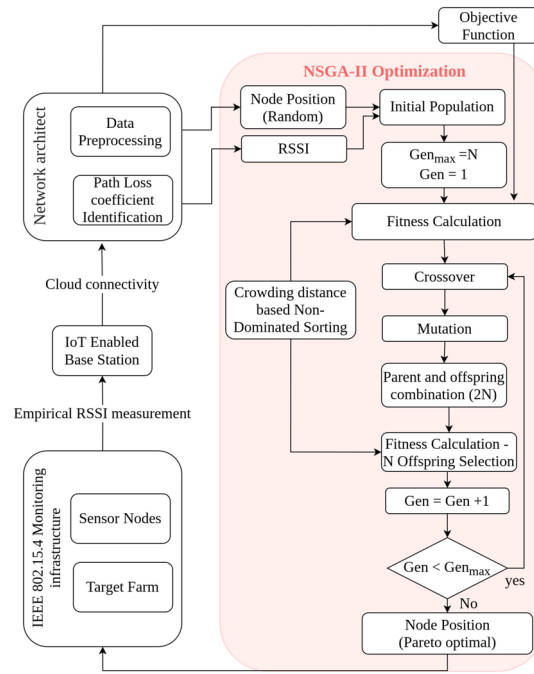 Objective
Function
NSGA-II Optimization
Network architect
Data
Preprocessing
Path Loss
coefficient
Identification
Node Position
(Random)
RSSI
Initial Population
Gen_max =N
Gen = 1
Fitness Calculation
Crossover
Mutation
Parent and offspring
combination (2N)
Fitness Calculation -
N Offspring Selection
Gen = Gen +1
Gen < Gen_max
yes
No
Node Position
(Pareto optimal)
Crowding distance
based Non-
Dominated Sorting
Cloud connectivity
IoT Enabled
Base Station
Empirical RSSI measurement
IEEE 802.15.4 Monitoring
infrastructure
Sensor Nodes
Target Farm